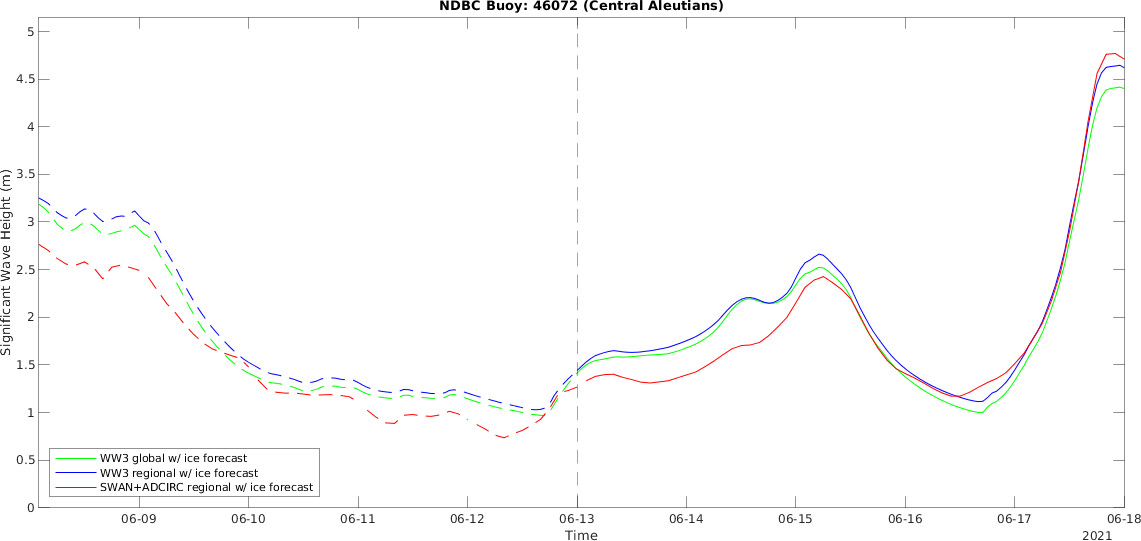 NDBC Buoy: 46072 (Central Aleutians)
5
4.5
4
3.5
3
2.5
2
1.5
1
0.5
0
Significant Wave Height (m)
WW3 global w/ ice forecast
WW3 regional w/ ice forecast
SWAN+ADCIRC regional w/ ice forecast
06-09 06-10 06-11 06-12 06-13 06-14 06-15 06-16 06-17 06-18
Time
2021